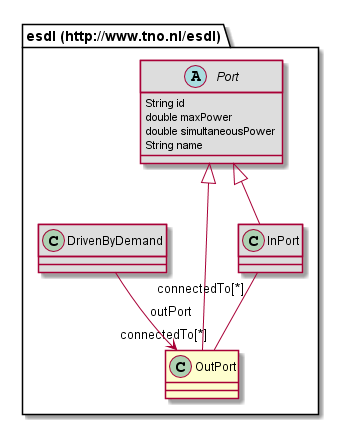 esdl (http://www.tno.nl/esdl)
A Port
String id
double maxPower
double simultaneousPower
String name
C DrivenByDemand
C InPort
connectedTo[*]
outPort
connectedTo[*]
C OutPort